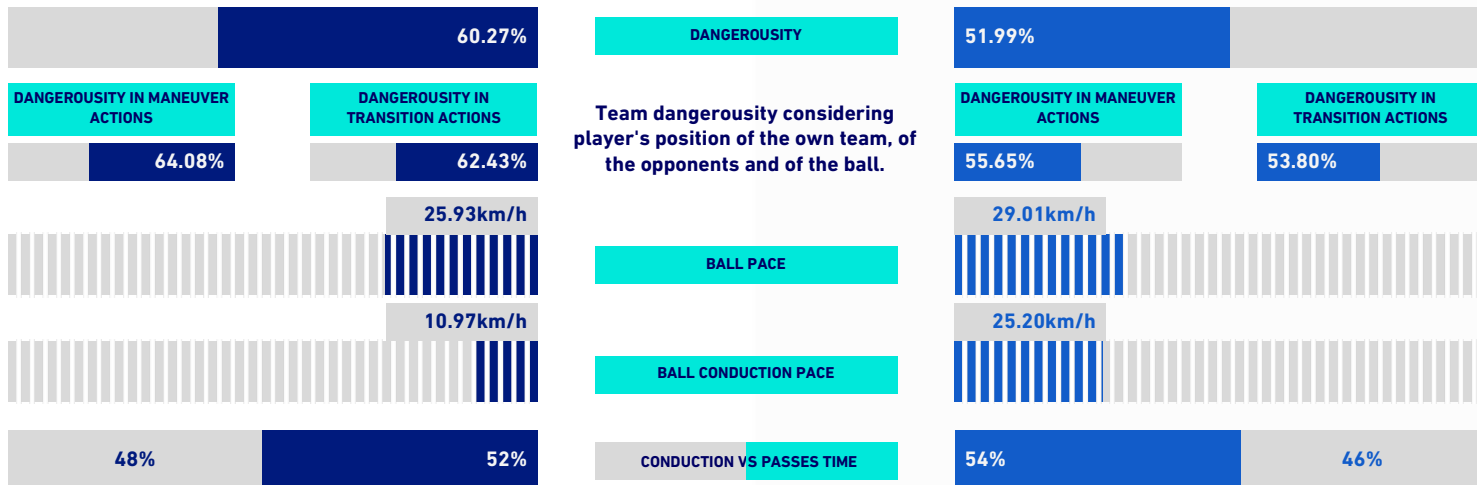 60.27%
DANGEROUSITY
51.99%
DANGEROUSITY IN MANEUVER
ACTIONS
DANGEROUSITY IN
TRANSITION ACTIONS
64.08%
62.43%
Team dangerousity considering
player's position of the own team, of
the opponents and of the ball.
DANGEROUSITY IN MANEUVER
ACTIONS
DANGEROUSITY IN
TRANSITION ACTIONS
55.65%
53.80%
25.93km/h
BALL PACE
29.01km/h
10.97km/h
BALL CONDUCTION PACE
25.20km/h
48%
52%
CONDUCTION VS PASSES TIME
54%
46%